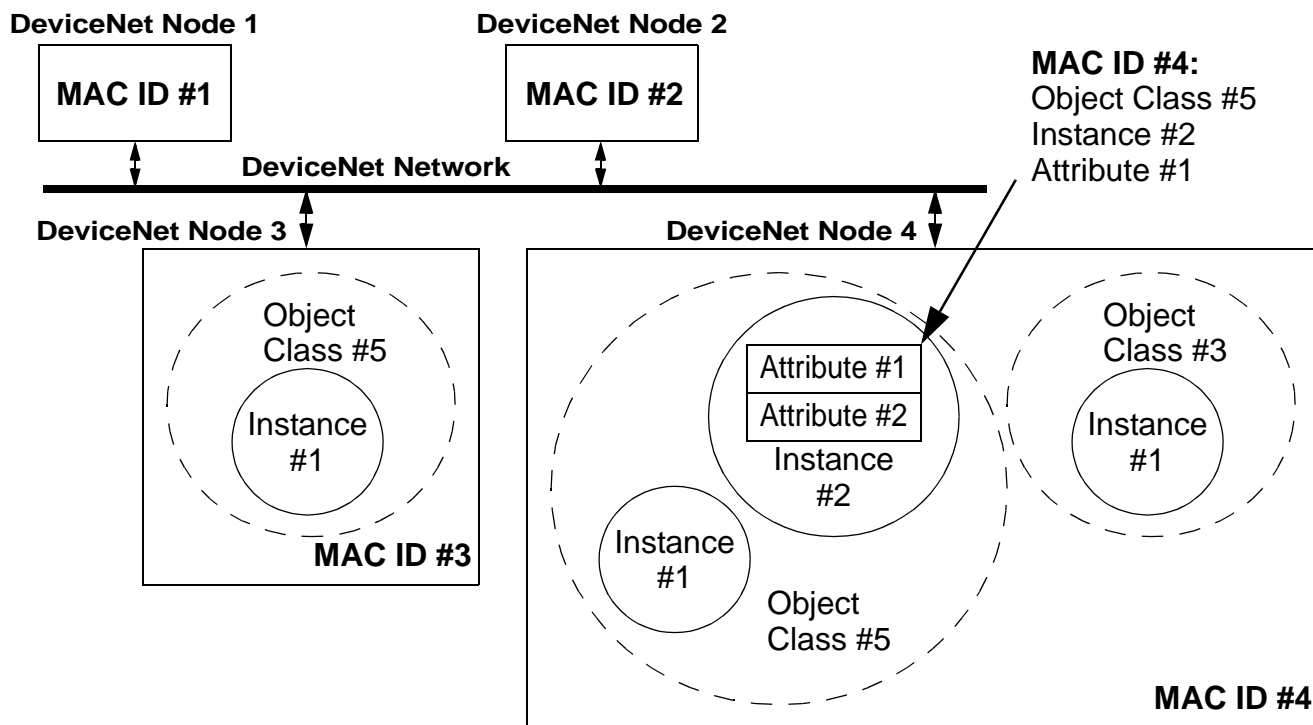 DeviceNet Node 1
MAC ID #1
DeviceNet Node 2
MAC ID #2
MAC ID #4:
Object Class #5
Instance #2
Attribute #1
DeviceNet Network
DeviceNet Node 3
Object
Class #5
Instance
#1
MAC ID #3
DeviceNet Node 4
Attribute #1
Attribute #2
Instance
#2
Instance
#1
Object
Class #5
Object
Class #3
Instance
#1
MAC ID #4